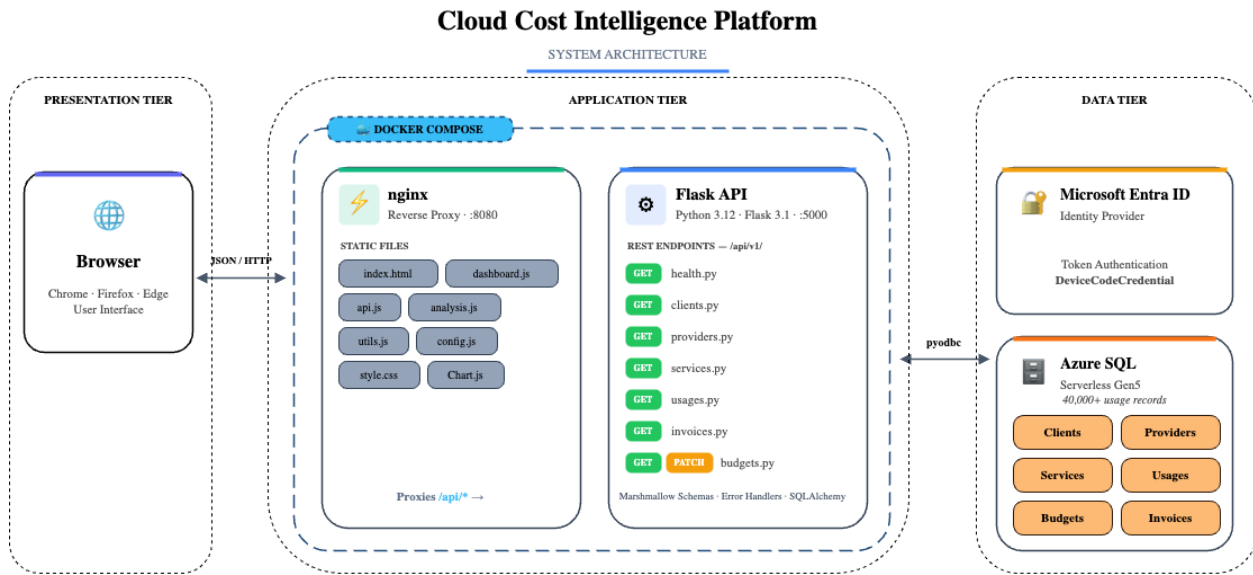 Cloud Cost Intelligence Platform
SYSTEM ARCHITECTURE
PRESENTATION TIER
Browser
Chrome · Firefox · Edge
User Interface
JSON / HTTP
APPLICATION TIER
DOCKER COMPOSE
nginx
Reverse Proxy · :8080
STATIC FILES
index.html
dashboard.js
api.js
analysis.js
utils.js
config.js
style.css
Chart.js
Proxies /api/* →
Flask API
Python 3.12 · Flask 3.1 · :5000
REST ENDPOINTS — /api/v1/
GET health.py
GET clients.py
GET providers.py
GET services.py
GET usages.py
GET invoices.py
GET PATCH budgets.py
Marshmallow Schemas · Error Handlers · SQLAlchemy
pyodbc
DATA TIER
Microsoft Entra ID
Identity Provider
Token Authentication
DeviceCodeCredential
Azure SQL
Serverless Gen5
40,000+ usage records
Clients
Providers
Services
Usages
Budgets
Invoices